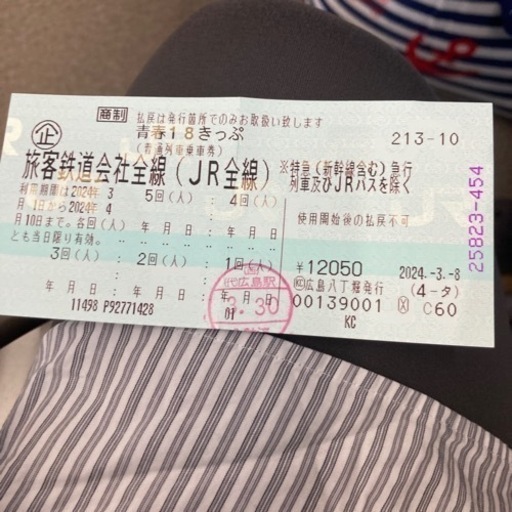 商制 払戻は発行箇所でのみお取扱い致します
企 青春18きっぷ 213-10
(普通列車乗車券)
旅客鉄道会社全線(JR全線) ※特急(新幹線含む)急行
列車及びJRバスを除く
利用期間は2024年 3 5回(人) : 4回(人)
月 1日から2024年 4
月10日まで。各回(人) 月 日: 月 日 使用開始後の払戻不可
とも当日限り有効。
3回(人) : 2回(人) : 1回(人)
¥12050 2024.-3.-8
年 月 日: 年 月 日: 年 月 日 広島八丁堀発行 (4-タ)
11498 P92771428 01 00139001 C60
KC
代広島駅
3.30
25823-454